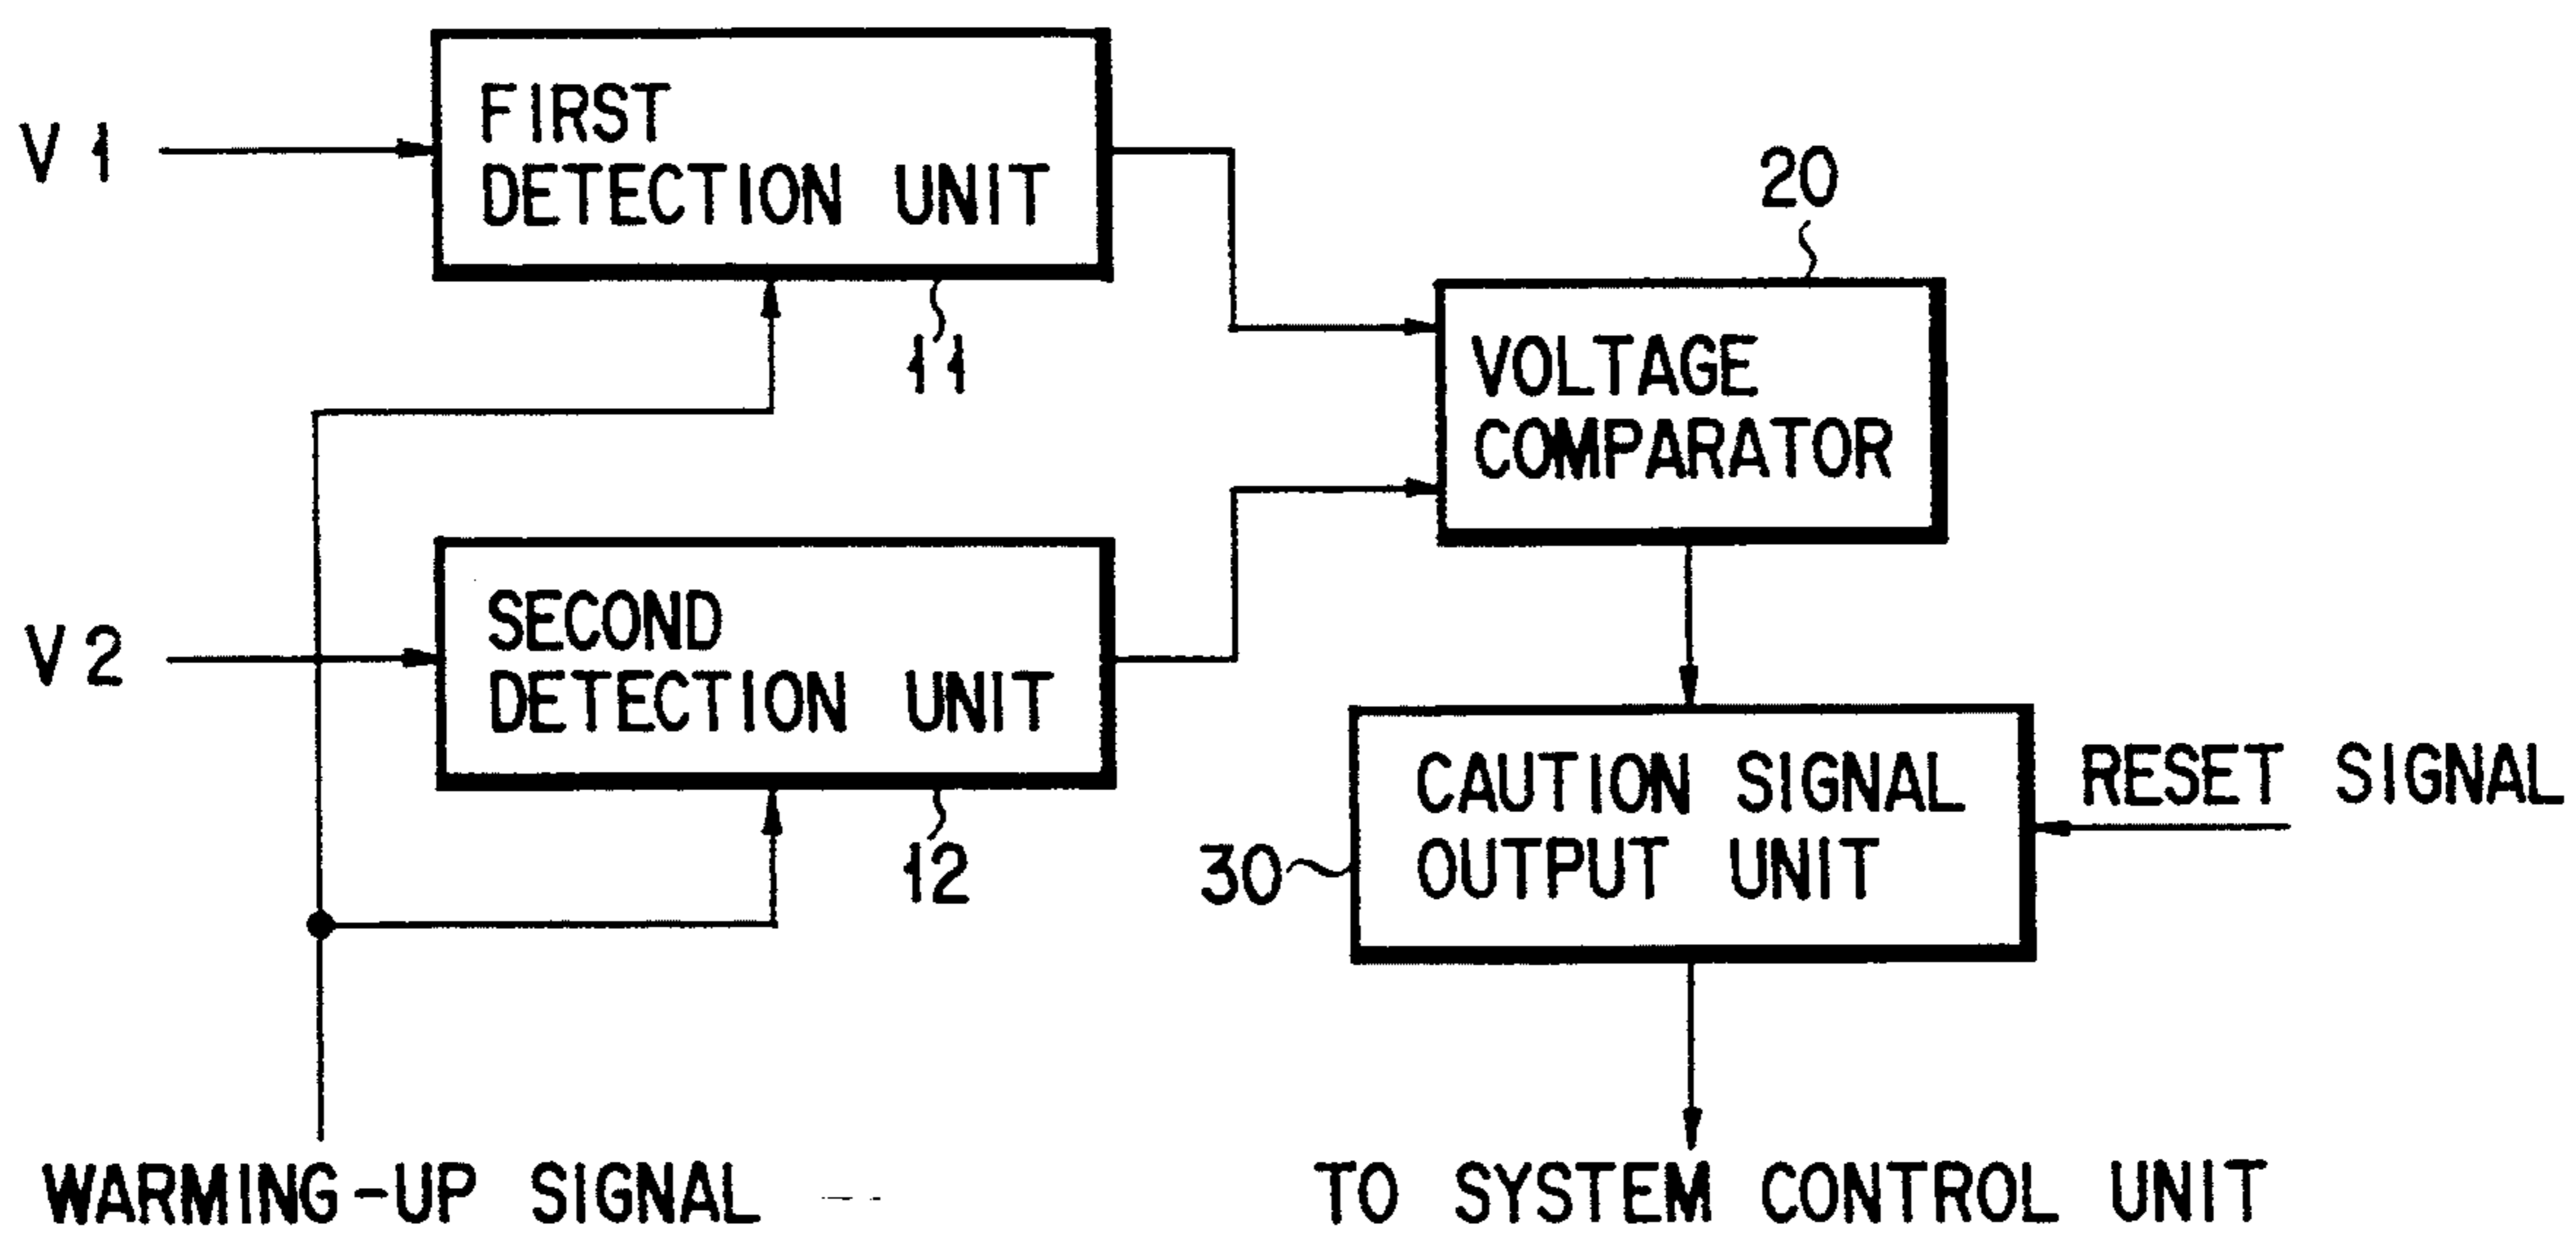 V1
FIRST
DETECTION UNIT
11
20
VOLTAGE
COMPARATOR
V2
SECOND
DETECTION UNIT
12
CAUTION SIGNAL
OUTPUT UNIT
30
RESET SIGNAL
WARMING-UP SIGNAL
TO SYSTEM CONTROL UNIT